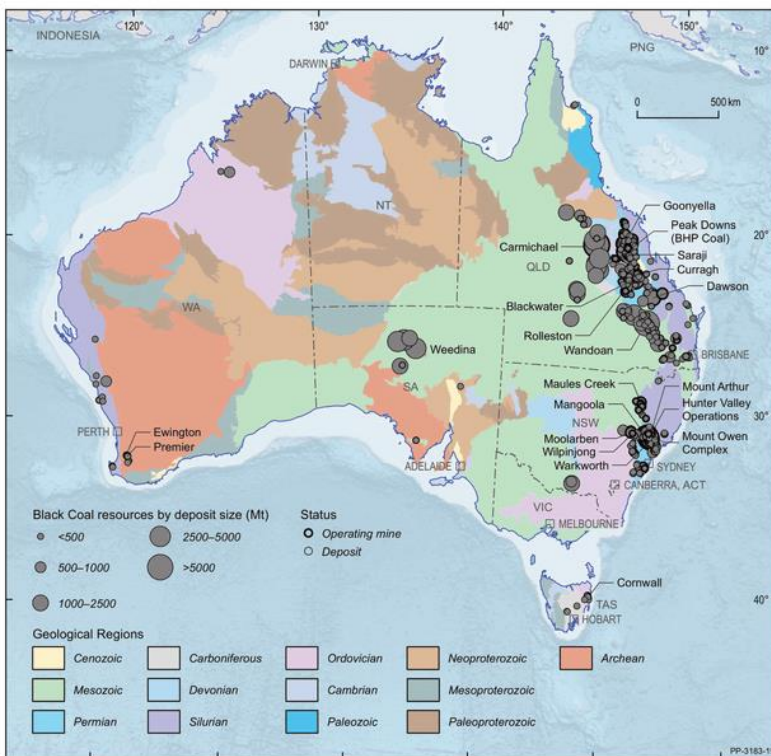 120°
130°
140°
150°
INDONESIA
PNG
10°
DARWIN
0
500 km
NT
Goonyella
Peak Downs
(BHP Coal)
20°
Carmichael
Saraji
QLD
Curragh
Dawson
WA
Blackwater
Rolleston
Wandoan
Weedina
BRISBANE
SA
Maules Creek
Mount Arthur
30°
Mangoola
Hunter Valley
Operations
NSW
PERTH
Ewington
Moolarben
Mount Owen
Complex
Premier
Wilpinjong
ADELAIDE
Warkworth
SYDNEY
CANBERRA, ACT
Black Coal resources by deposit size (Mt)
Status
<500
2500–5000
Operating mine
VIC
MELBOURNE
500–1000
>5000
Deposit
1000–2500
Cornwall
40°
TAS
HOBART
Geological Regions
Cenozoic
Carboniferous
Ordovician
Neoproterozoic
Archean
Mesozoic
Devonian
Cambrian
Mesoproterozoic
Permian
Silurian
Paleozoic
Paleoproterozoic